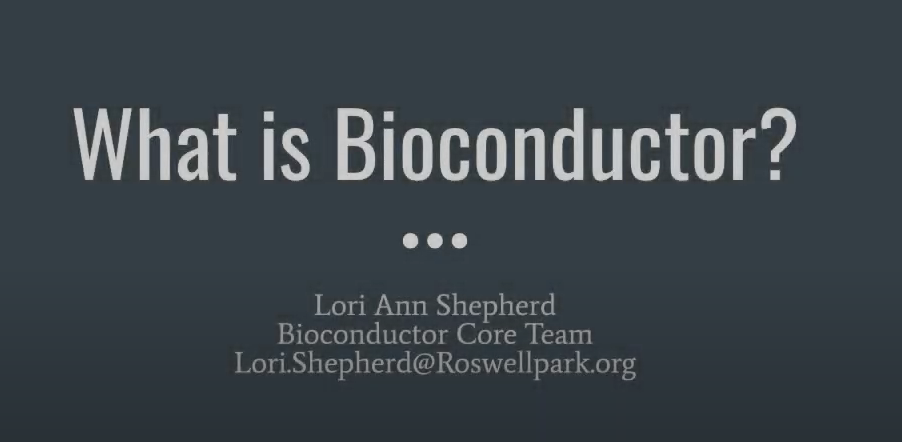 What is Bioconductor?
Lori Ann Shepherd
Bioconductor Core Team
Lori.Shepherd@Roswellpark.org